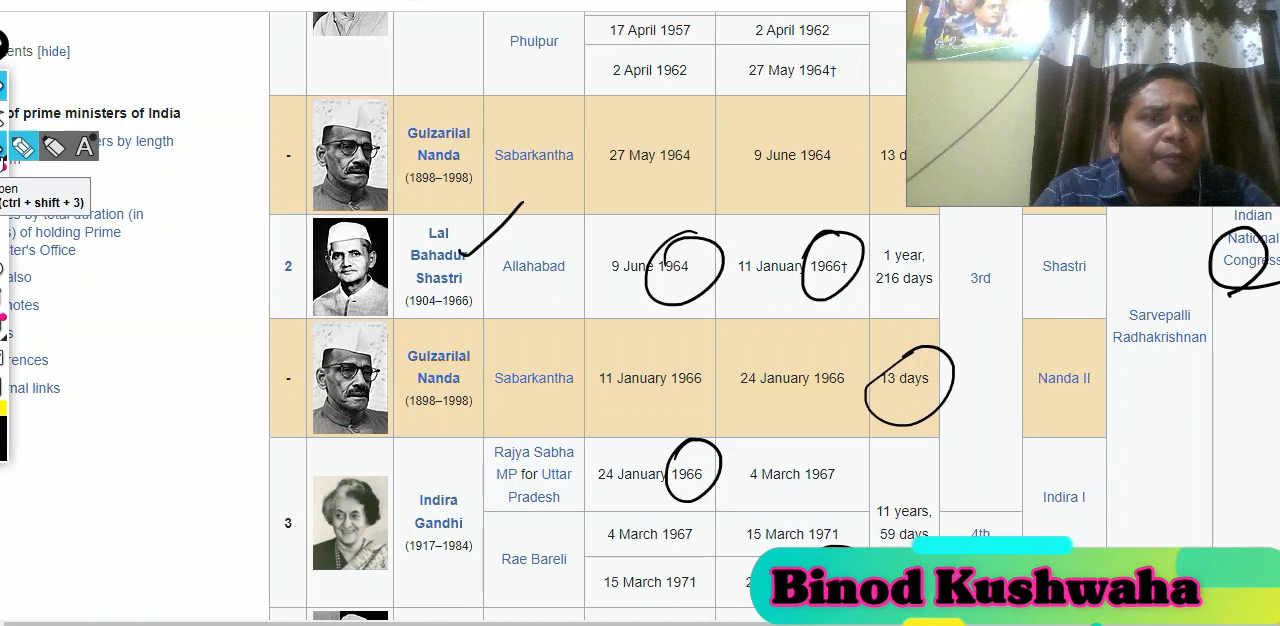 ents [hide]
of prime ministers of India
ers by length
A
pen
(ctrl + shift + 3)
es by total duration (in
s) of holding Prime
ster's Office
also
notes
s
rences
nal links
Phulpur
17 April 1957
2 April 1962
2 April 1962
27 May 1964†
-
Gulzarilal
Nanda
(1898–1998)
Sabarkantha
27 May 1964
9 June 1964
13 d
2
Lal
Bahadur
Shastri
(1904–1966)
Allahabad
9 June 1964
11 January 1966†
1 year,
216 days
3rd
Shastri
Sarvepalli
Radhakrishnan
Indian
National
Congress
-
Gulzarilal
Nanda
(1898–1998)
Sabarkantha
11 January 1966
24 January 1966
13 days
Nanda II
3
Indira
Gandhi
(1917–1984)
Rajya Sabha
MP for Uttar
Pradesh
24 January 1966
4 March 1967
11 years,
59 days
Indira I
Rae Bareli
4 March 1967
15 March 1971
4th
15 March 1971
2
Binod Kushwaha